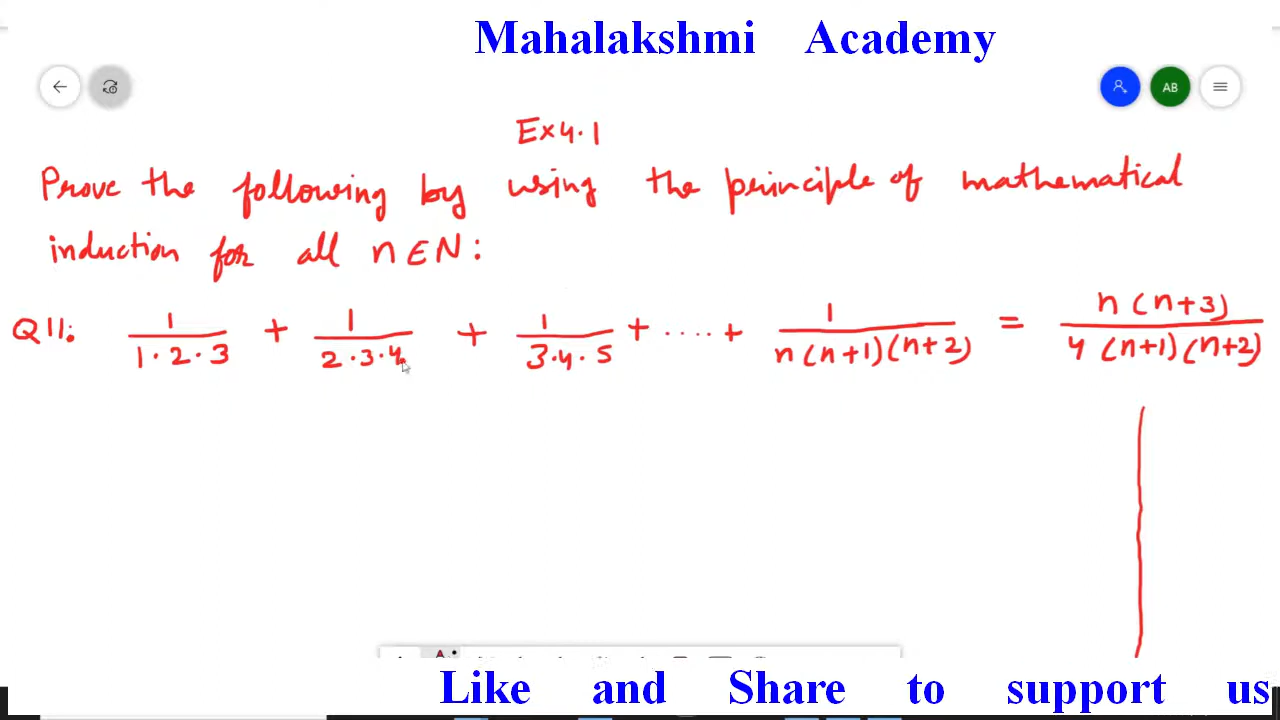 Mahalakshmi Academy
AB
Ex 4.1
Prove the following by using the principle of mathematical
induction for all n ∈ N:
Q11: 1/(1·2·3) + 1/(2·3·4) + 1/(3·4·5) + ····+ 1/(n(n+1)(n+2)) = n(n+3)/(4(n+1)(n+2))
Like and Share to support us